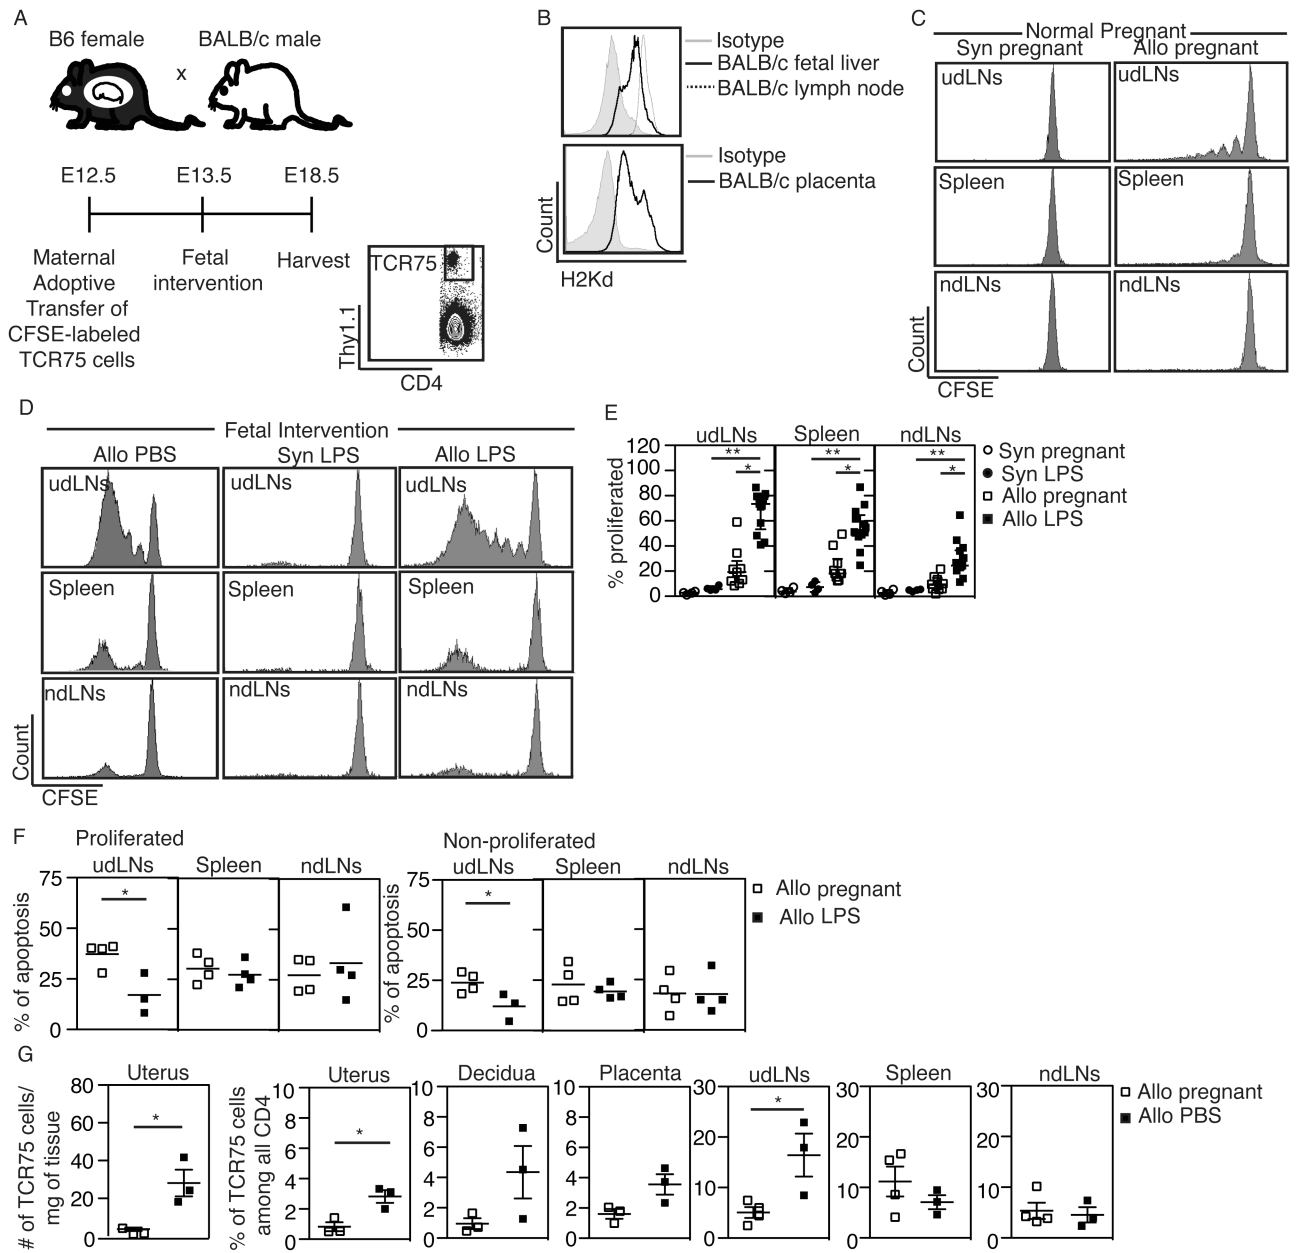 A
B6 female
BALB/c male
x
E12.5
E13.5
E18.5
Maternal
Adoptive
Transfer of
CFSE-labeled
TCR75 cells
Fetal
intervention
Harvest
TCR75
Thy1.1
CD4
B
Isotype
BALB/c fetal liver
BALB/c lymph node
Isotype
BALB/c placenta
Count
H2Kd
C
Normal Pregnant
Syn pregnant
Allo pregnant
udLNs
udLNs
Spleen
Spleen
ndLNs
ndLNs
Count
CFSE
D
Fetal Intervention
Allo PBS
Syn LPS
Allo LPS
udLNs
udLNs
udLNs
Spleen
Spleen
Spleen
ndLNs
ndLNs
ndLNs
Count
CFSE
E
udLNs
Spleen
ndLNs
% proliferated
120
100
80
60
40
20
0
**
*
**
*
**
*
Syn pregnant
Syn LPS
Allo pregnant
Allo LPS
F
Proliferated
udLNs
Spleen
ndLNs
% of apoptosis
75
50
25
0
*
Non-proliferated
udLNs
Spleen
ndLNs
% of apoptosis
75
50
25
0
*
Allo pregnant
Allo LPS
G
Uterus
# of TCR75 cells/
mg of tissue
80
60
40
20
0
*
Uterus
% of TCR75 cells
among all CD4
10
8
6
4
2
0
*
Decidua
10
8
6
4
2
0
Placenta
10
8
6
4
2
0
udLNs
30
20
10
0
*
Spleen
30
20
10
0
ndLNs
30
20
10
0
Allo pregnant
Allo PBS